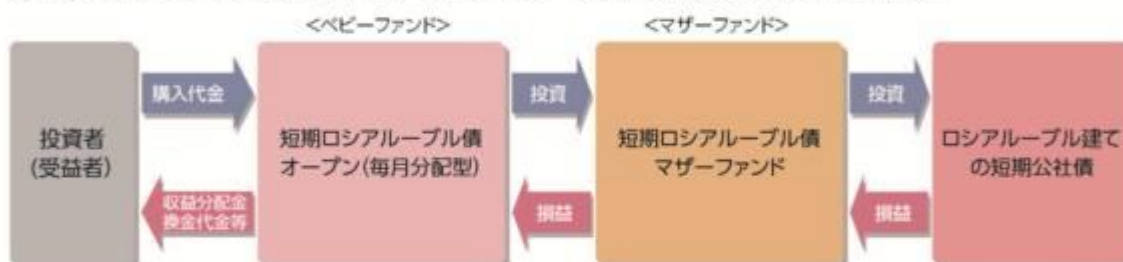 <ベビーファンド>
<マザーファンド>
投資者
(受益者)
購入代金
収益分配金
換金代金等
短期ロシアルーブル債
オープン(毎月分配型)
投資
損益
短期ロシアルーブル債
マザーファンド
投資
損益
ロシアルーブル建て
の短期公社債